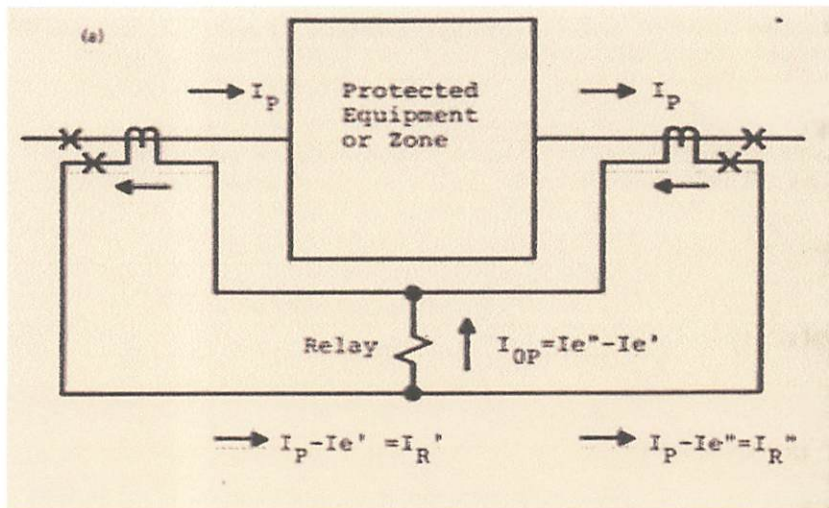 (a)
I_P
Protected
Equipment
or Zone
I_P
Relay
I_OP=Ie"-Ie'
I_P-Ie' =I_R'
I_P-Ie"=I_R"